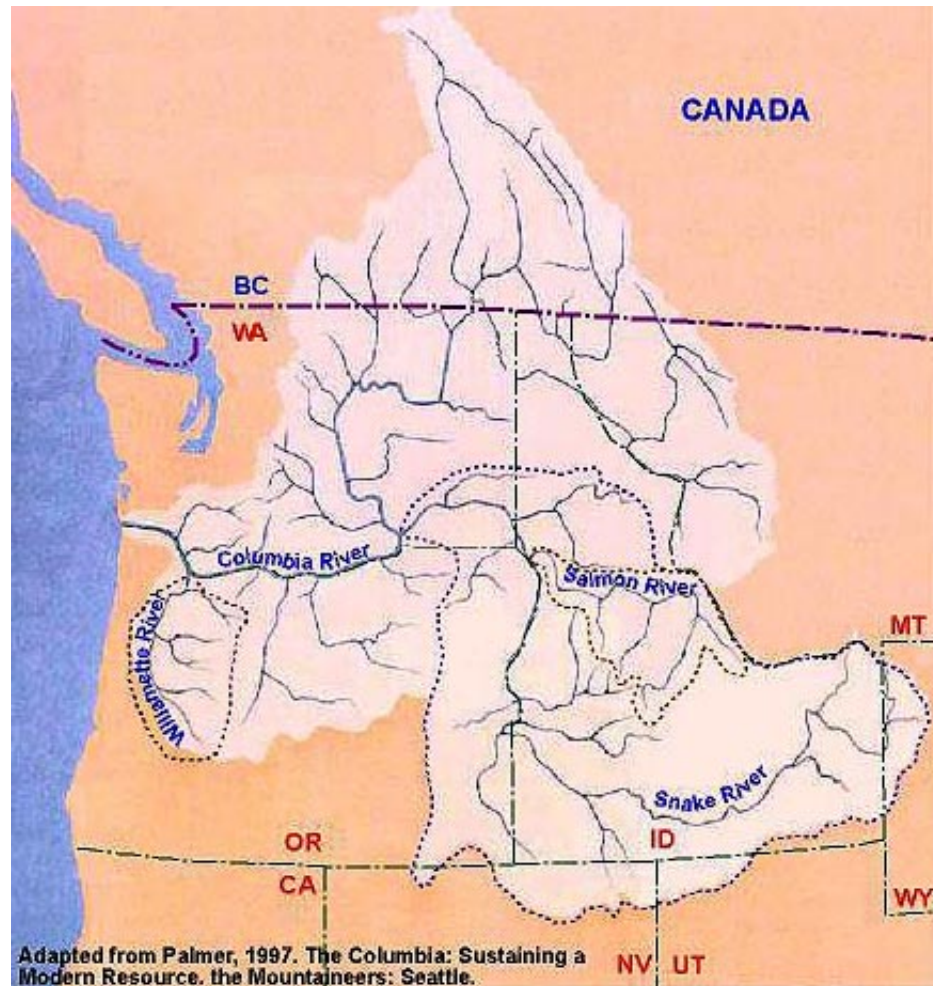 CANADA
BC
WA
Columbia River
Salmon River
Willamette River
MT
Snake River
OR
ID
CA
WY
NV
UT
Adapted from Palmer, 1997. The Columbia: Sustaining a
Modern Resource. the Mountaineers: Seattle.